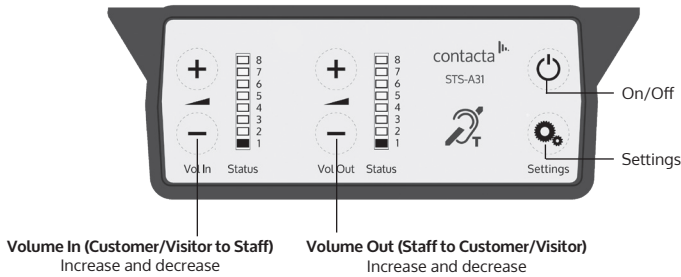 +
8
7
6
5
4
3
2
1
−
Vol In Status
+
8
7
6
5
4
3
2
1
−
Vol Out Status
contacta
STS-A31
T
Settings
On/Off
Settings
Volume In (Customer/Visitor to Staff)
Increase and decrease
Volume Out (Staff to Customer/Visitor)
Increase and decrease